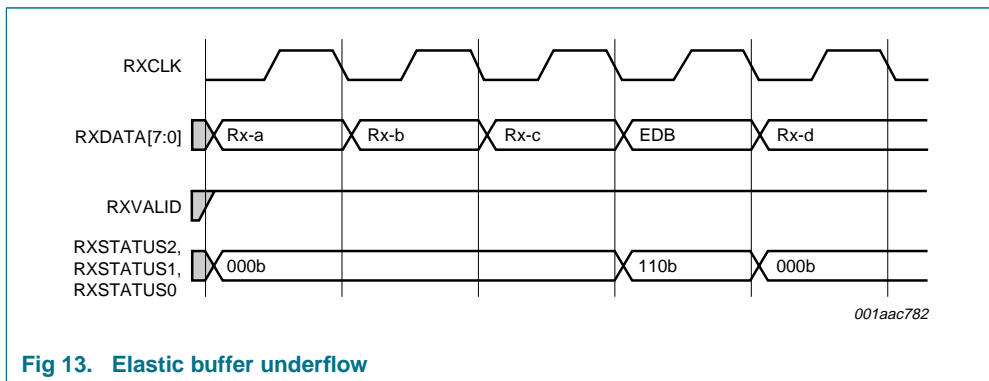 RXCLK
RXDATA[7:0] Rx-a Rx-b Rx-c EDB Rx-d
RXVALID
RXSTATUS2,
RXSTATUS1, 000b 110b 000b
RXSTATUS0
001aac782
Fig 13. Elastic buffer underflow